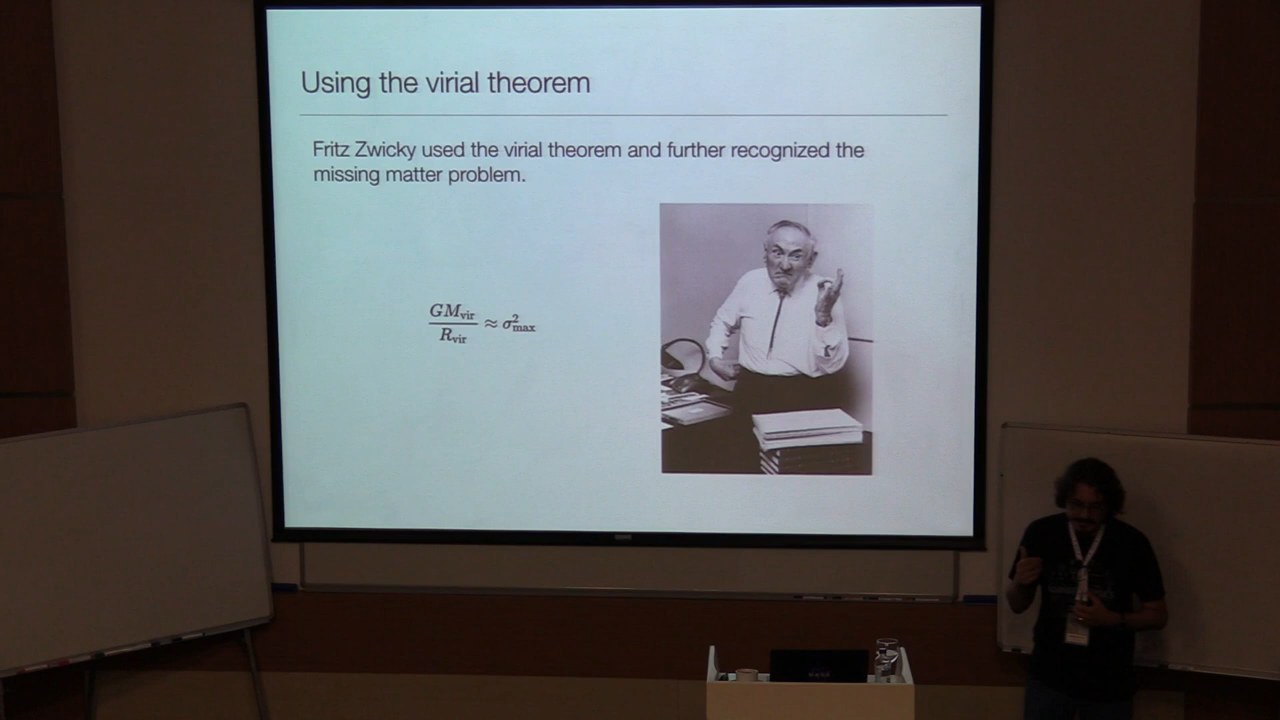 Using the virial theorem
Fritz Zwicky used the virial theorem and further recognized the
missing matter problem.
GM_vir / R_vir ≈ σ²_max